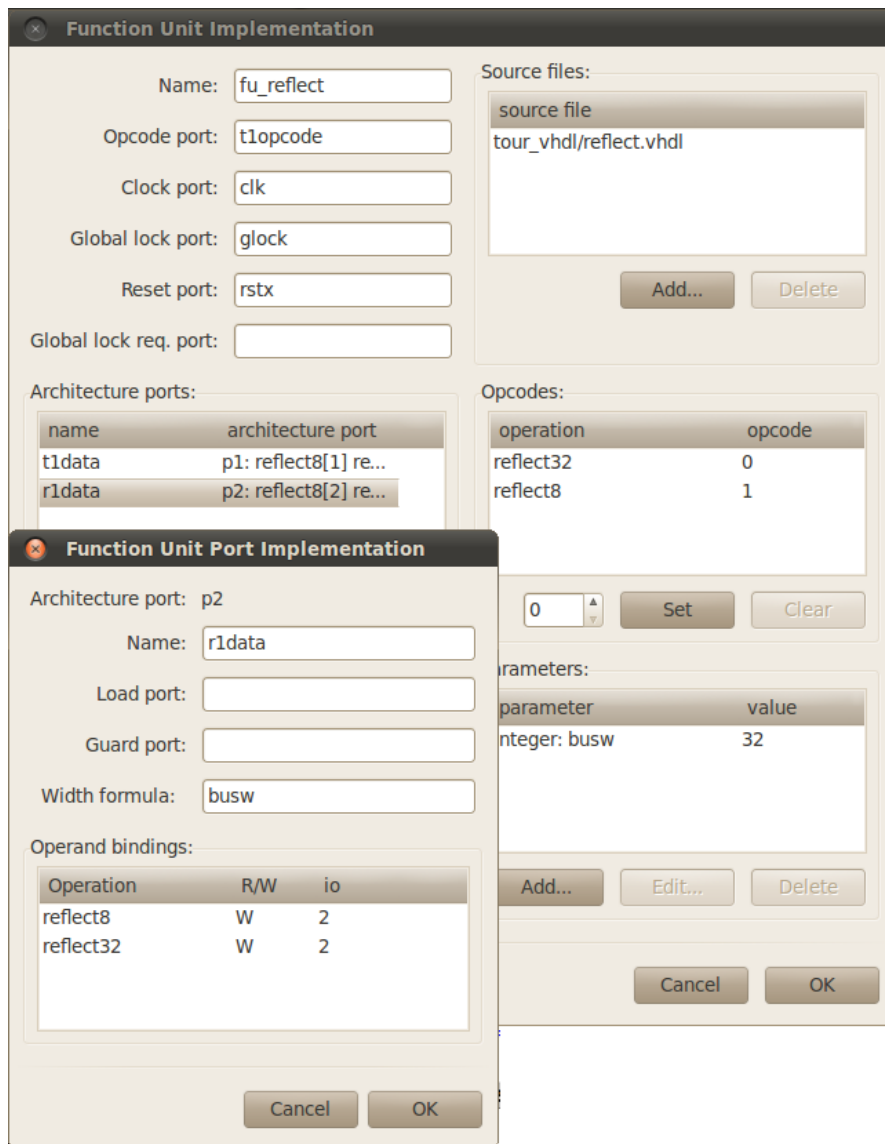 Function Unit Implementation
Name: fu_reflect
Opcode port: t1opcode
Clock port: clk
Global lock port: glock
Reset port: rstx
Global lock req. port:
Source files:
source file
tour_vhdl/reflect.vhdl
Add... Delete
Architecture ports:
name architecture port
t1data p1: reflect8[1] re...
r1data p2: reflect8[2] re...
Opcodes:
operation opcode
reflect32 0
reflect8 1
0 Set Clear
rameters:
parameter value
nteger: busw 32
Add... Edit... Delete
Cancel OK
Function Unit Port Implementation
Architecture port: p2
Name: r1data
Load port:
Guard port:
Width formula: busw
Operand bindings:
Operation R/W io
reflect8 W 2
reflect32 W 2
Cancel OK